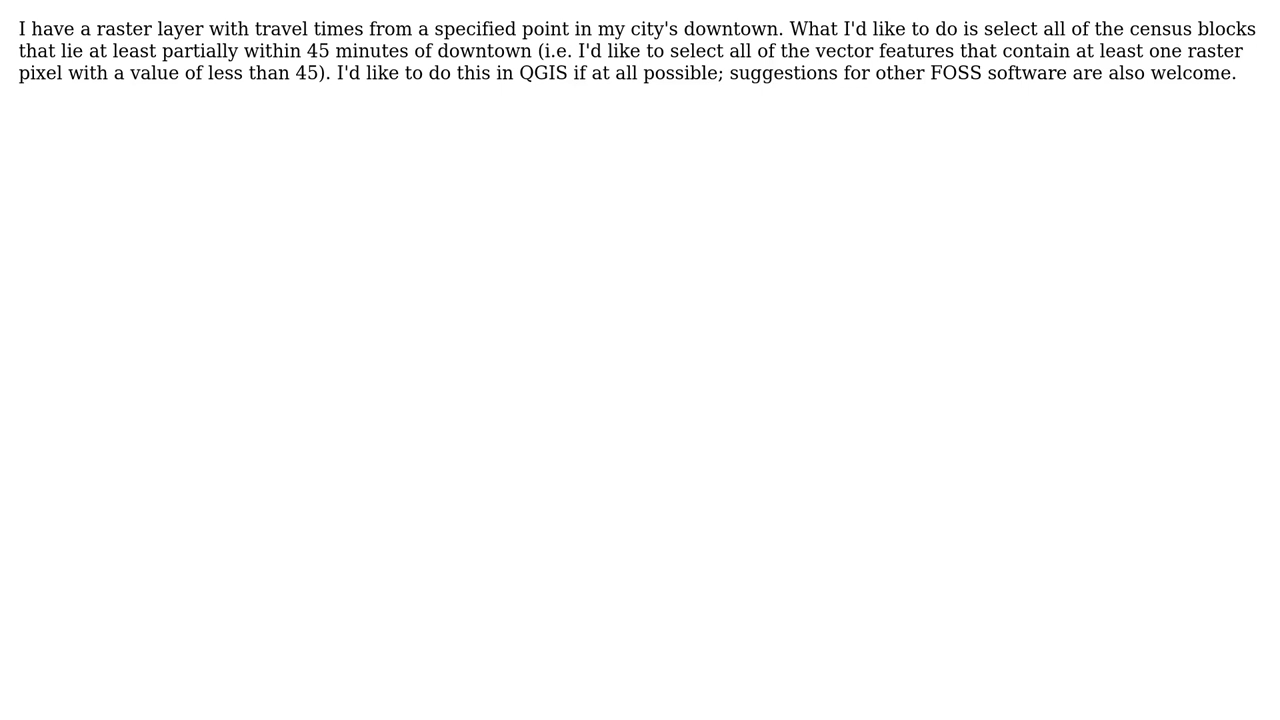 I have a raster layer with travel times from a specified point in my city's downtown. What I'd like to do is select all of the census blocks
that lie at least partially within 45 minutes of downtown (i.e. I'd like to select all of the vector features that contain at least one raster
pixel with a value of less than 45). I'd like to do this in QGIS if at all possible; suggestions for other FOSS software are also welcome.